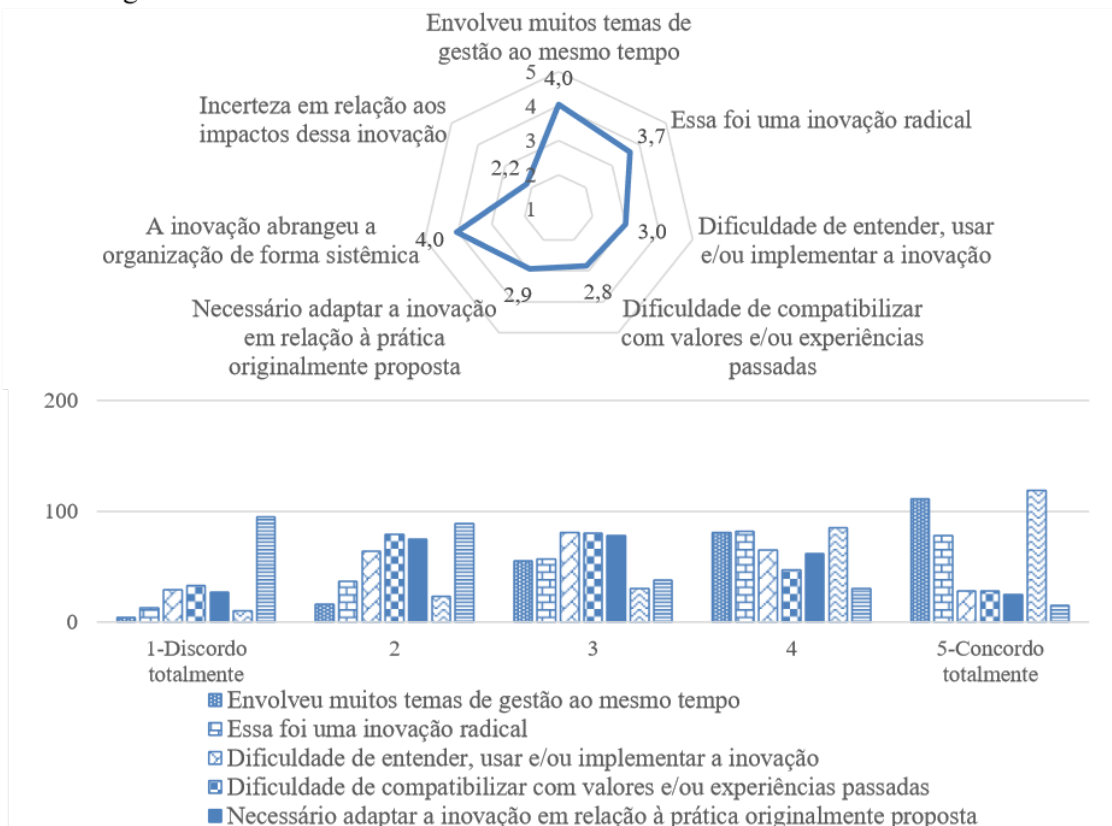 Envolveu muitos temas de
gestão ao mesmo tempo
5 4,0
Incerteza em relação aos
impactos dessa inovação
4
Essa foi uma inovação radical
3,7
3
2,2
2
1
A inovação abrangeu a
organização de forma sistêmica
4,0
3,0
Dificuldade de entender, usar
e/ou implementar a inovação
2,9
2,8
Necessário adaptar a inovação
em relação à prática
originalmente proposta
Dificuldade de compatibilizar
com valores e/ou experiências
passadas
200
100
0
1-Discordo
totalmente
2
3
4
5-Concordo
totalmente
Envolveu muitos temas de gestão ao mesmo tempo
Essa foi uma inovação radical
Dificuldade de entender, usar e/ou implementar a inovação
Dificuldade de compatibilizar com valores e/ou experiências passadas
Necessário adaptar a inovação em relação à prática originalmente proposta